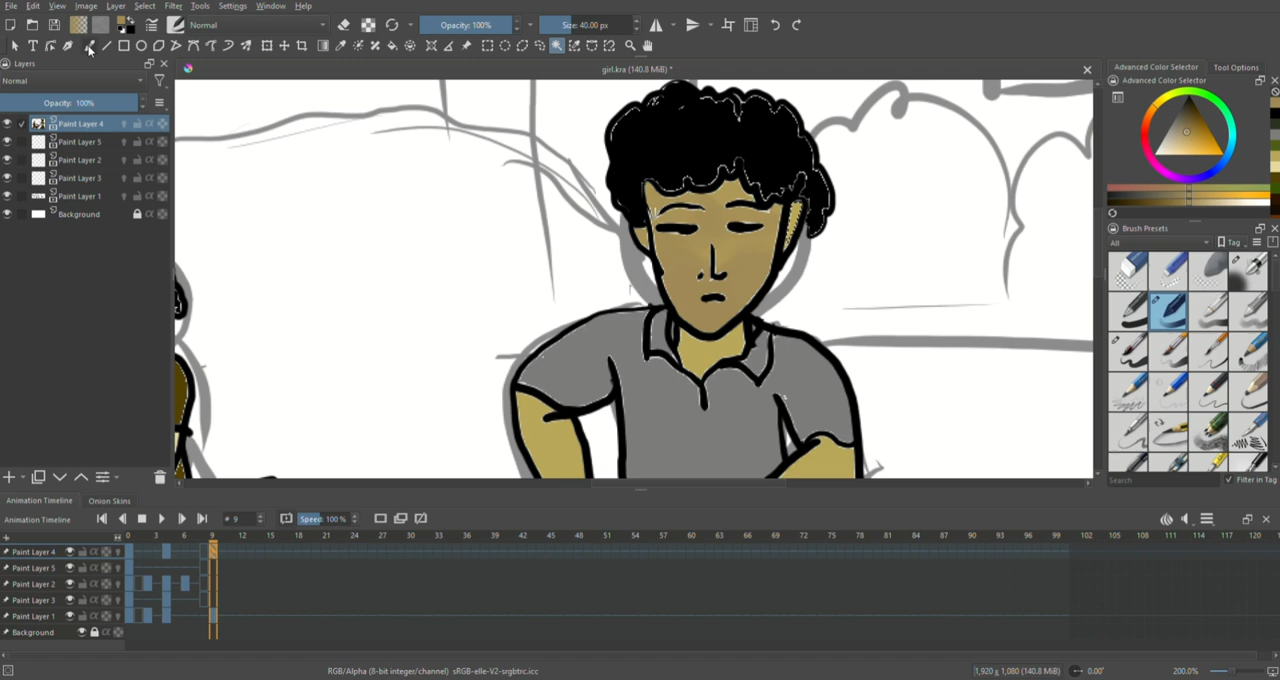 File Edit View Image Layer Select Filter Tools Settings Window Help
Normal Opacity: 100% Size: 40.00 px
Layers
girl.kra (140.8 MiB) *
Advanced Color Selector Tool Options
Advanced Color Selector
Normal
Opacity: 100%
Paint Layer 4
Paint Layer 5
Paint Layer 2
Paint Layer 3
Paint Layer 1
Background
Brush Presets
All Tag
Search Filter in Tag
Animation Timeline Onion Skins
Animation Timeline # 9 Speed: 100 %
0 3 6 9 12 15 18 21 24 27 30 33 36 39 42 45 48 51 54 57 60 63 66 69 72 75 78 81 84 87 90 93 96 99 102 105 108 111 114 117 120
Paint Layer 4
Paint Layer 5
Paint Layer 2
Paint Layer 3
Paint Layer 1
Background
RGB/Alpha (8-bit integer/channel) sRGB-elle-V2-srgbtrc.icc 1,920 x 1,080 (140.8 MiB) 0.00° 200.0%